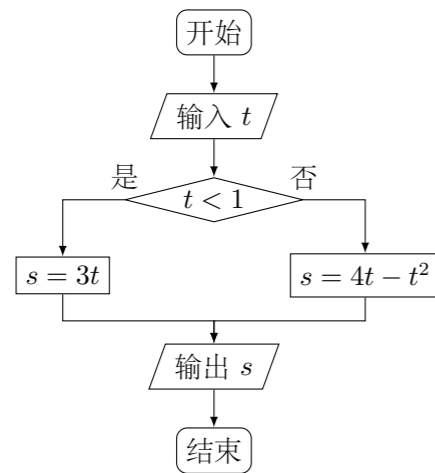 开始
输入 t
是
否
t < 1
s = 3t
s = 4t − t²
输出 s
结束